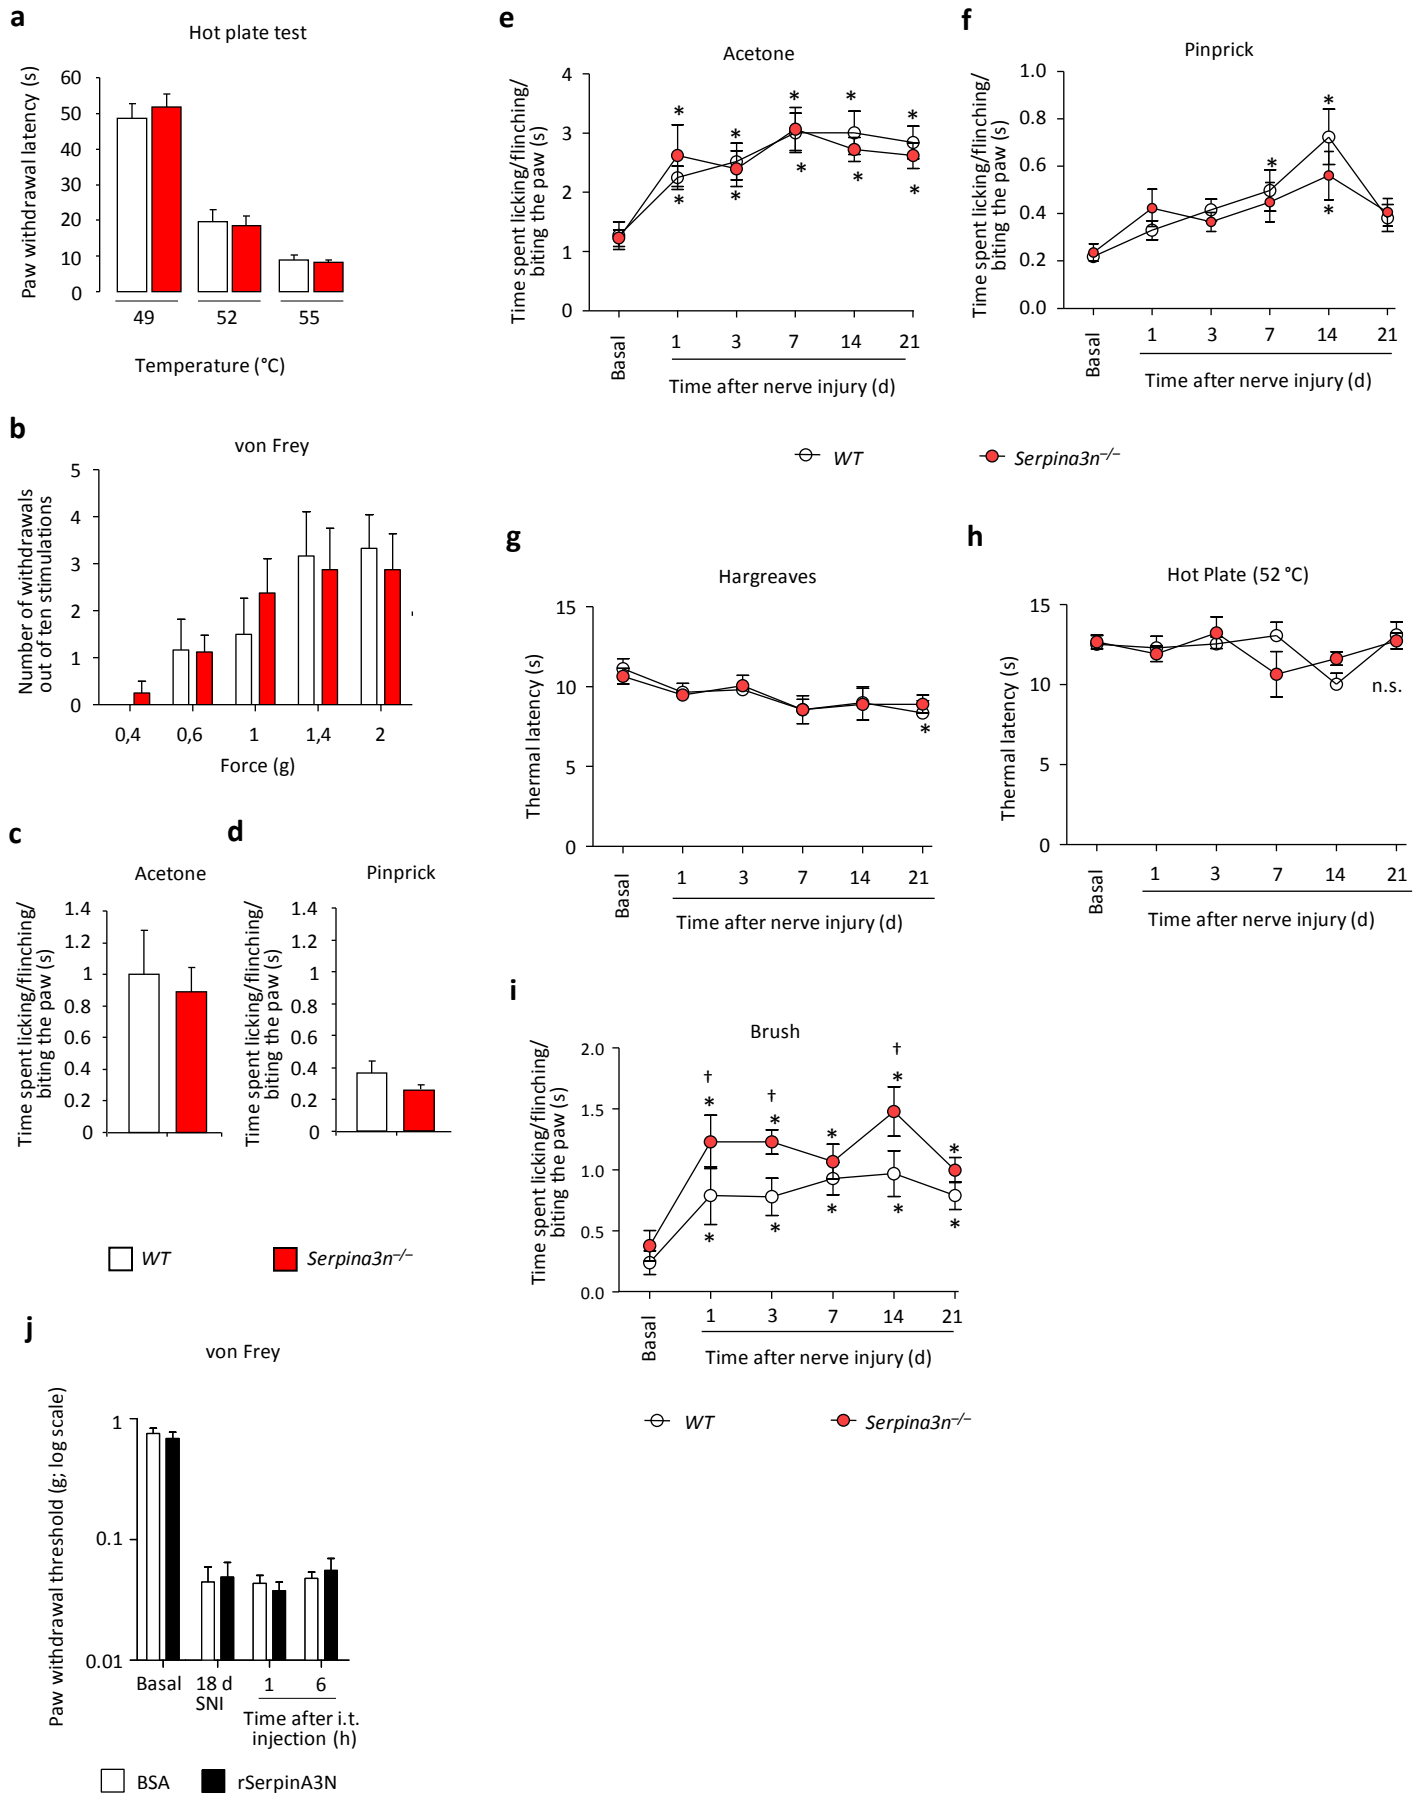 a
Hot plate test
Paw withdrawal latency (s)
60
50
40
30
20
10
0
49 52 55
Temperature (°C)
b
von Frey
Number of withdrawals
out of ten stimulations
5
4
3
2
1
0
0,4 0,6 1 1,4 2
Force (g)
c
Acetone
Time spent licking/flinching/
biting the paw (s)
1.4
1.2
1
0.8
0.6
0.4
0.2
0
d
Pinprick
Time spent licking/flinching/
biting the paw (s)
1.4
1.2
1
0.8
0.6
0.4
0.2
0
WT Serpina3n−/−
e
Acetone
Time spent licking/flinching/
biting the paw (s)
4
3
2
1
0
* * * * *
* * * * *
Basal 1 3 7 14 21
Time after nerve injury (d)
f
Pinprick
Time spent licking/flinching/
biting the paw (s)
1.0
0.8
0.6
0.4
0.2
0.0
* *
*
Basal 1 3 7 14 21
Time after nerve injury (d)
WT Serpina3n−/−
g
Hargreaves
Thermal latency (s)
15
10
5
0
*
Basal 1 3 7 14 21
Time after nerve injury (d)
h
Hot Plate (52 °C)
Thermal latency (s)
15
10
5
0
n.s.
Basal 1 3 7 14 21
Time after nerve injury (d)
i
Brush
Time spent licking/flinching/
biting the paw (s)
2.0
1.5
1.0
0.5
0.0
† † †
* * * * *
* * * * *
Basal 1 3 7 14 21
Time after nerve injury (d)
WT Serpina3n−/−
j
von Frey
Paw withdrawal threshold (g; log scale)
1
0.1
0.01
Basal 18 d 1 6
SNI
Time after i.t.
injection (h)
BSA rSerpinA3N